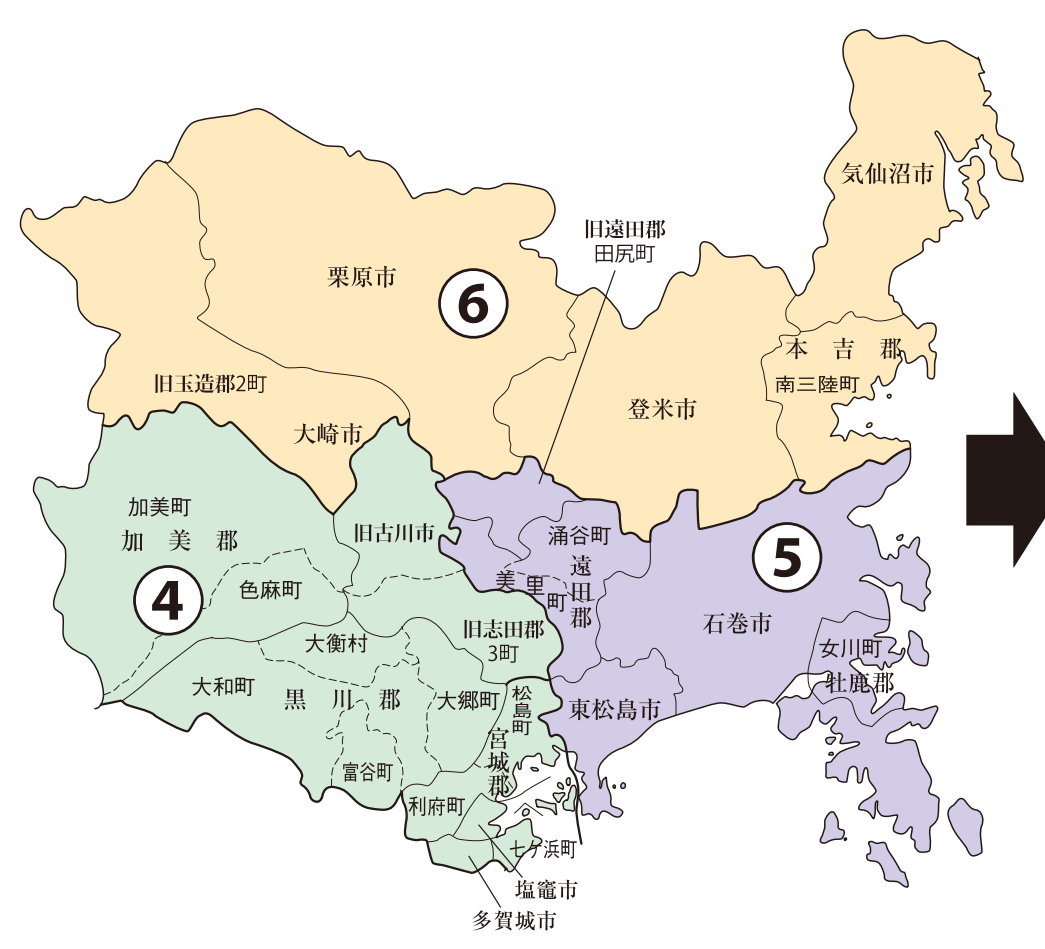 気仙沼市
旧遠田郡
田尻町
栗原市
6
本吉郡
南三陸町
旧玉造郡2町
登米市
大崎市
加美町
加美郡
旧古川市
涌谷町
5
遠田郡
美里町
4
色麻町
石巻市
旧志田郡
3町
大衡村
女川町
牡鹿郡
大和町
黒川郡
大郷町
松島町
東松島市
宮城郡
富谷町
利府町
七ヶ浜町
塩竈市
多賀城市